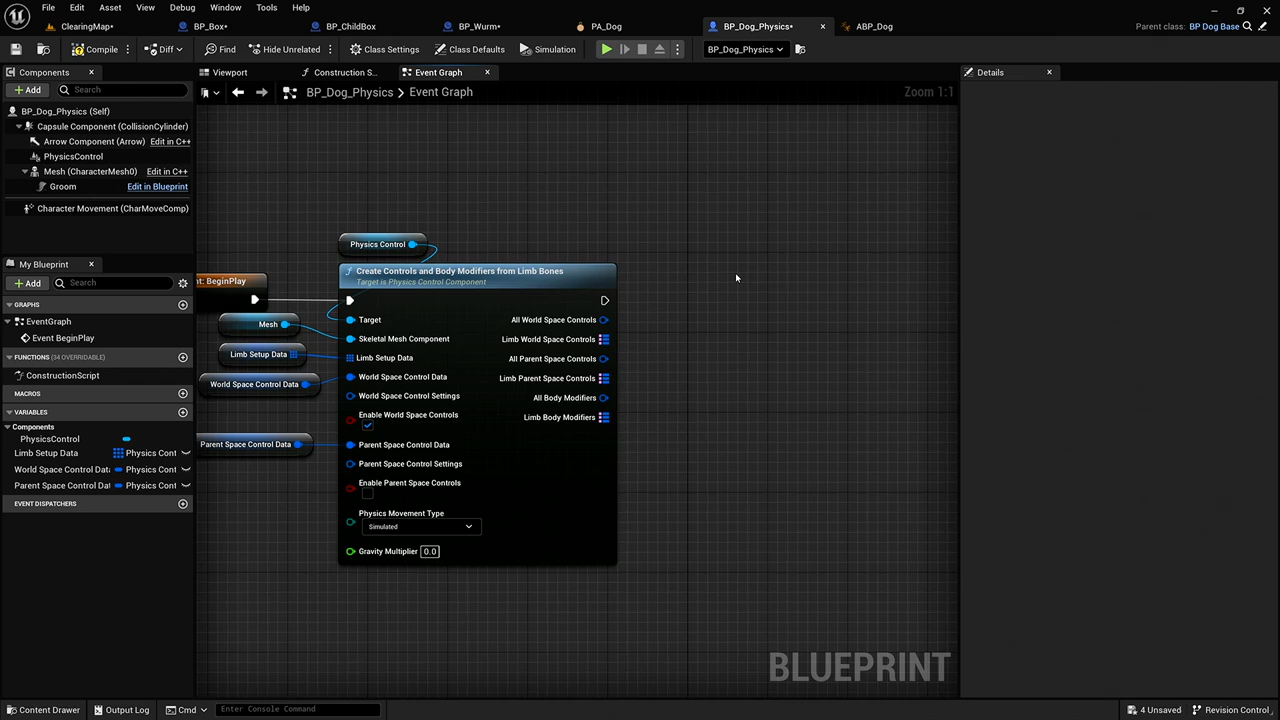 File Edit Asset View Debug Window Tools Help
ClearingMap• BP_Box• BP_ChildBox BP_Wurm• PA_Dog BP_Dog_Physics• ABP_Dog Parent class: BP Dog Base
Compile Diff Find Hide Unrelated Class Settings Class Defaults Simulation BP_Dog_Physics
Components Viewport Construction S... Event Graph Details
+ Add Search BP_Dog_Physics > Event Graph Zoom 1:1
BP_Dog_Physics (Self)
Capsule Component (CollisionCylinder)
Arrow Component (Arrow) Edit in C++
PhysicsControl
Mesh (CharacterMesh0) Edit in C++
Groom Edit in Blueprint
Character Movement (CharMoveComp)
My Blueprint
+ Add Search
GRAPHS
EventGraph
Event BeginPlay
FUNCTIONS (34 OVERRIDABLE)
ConstructionScript
MACROS
VARIABLES
Components
PhysicsControl
Limb Setup Data Physics Cont
World Space Control Data Physics Cont
Parent Space Control Dat Physics Cont
EVENT DISPATCHERS
Physics Control
nt: BeginPlay
Mesh
Limb Setup Data
World Space Control Data
Parent Space Control Data
Create Controls and Body Modifiers from Limb Bones
Target is Physics Control Component
Target All World Space Controls
Skeletal Mesh Component Limb World Space Controls
Limb Setup Data All Parent Space Controls
World Space Control Data Limb Parent Space Controls
World Space Control Settings All Body Modifiers
Enable World Space Controls Limb Body Modifiers
Parent Space Control Data
Parent Space Control Settings
Enable Parent Space Controls
Physics Movement Type
Simulated
Gravity Multiplier 0.0
BLUEPRINT
Content Drawer Output Log Cmd Enter Console Command 4 Unsaved Revision Control